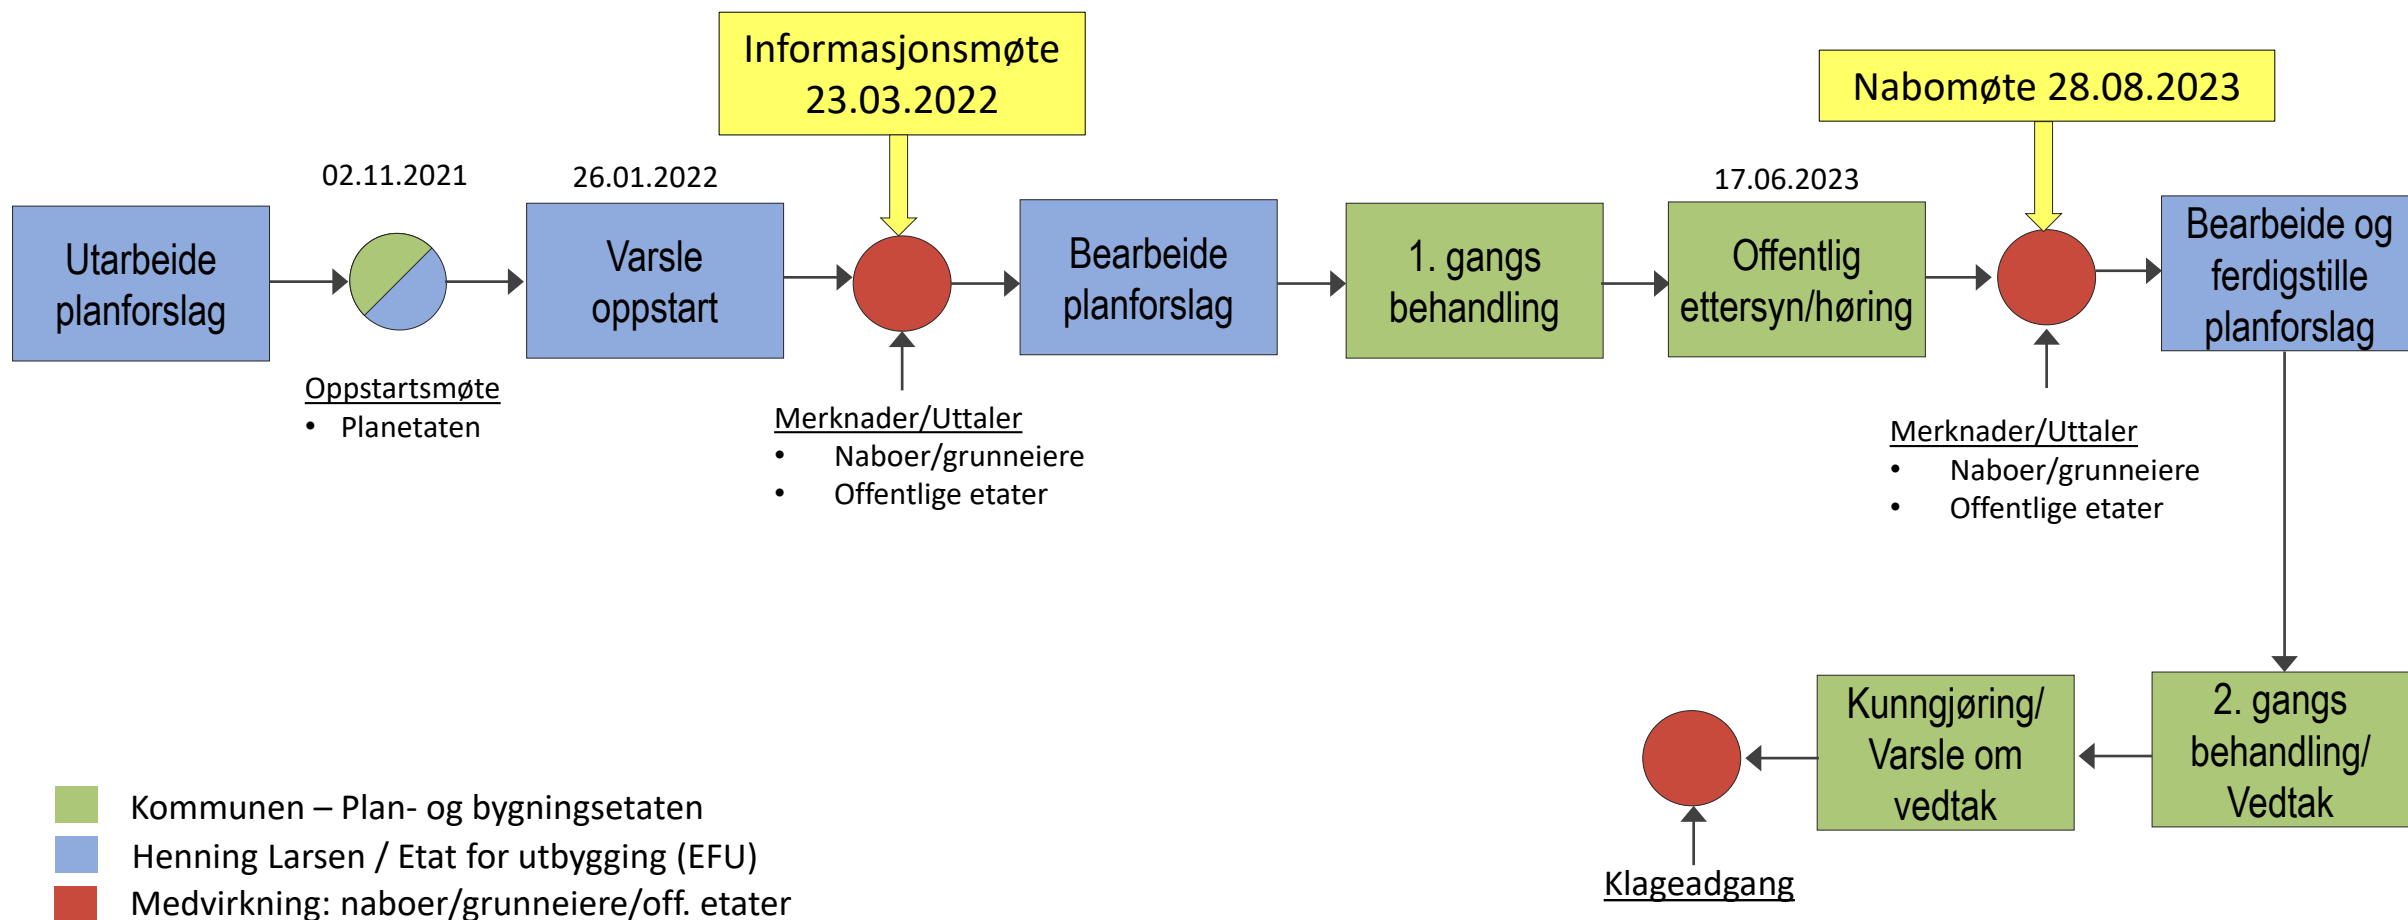 Informasjonsmøte
23.03.2022
Nabomøte 28.08.2023
02.11.2021
26.01.2022
17.06.2023
Utarbeide
planforslag
Varsle
oppstart
Bearbeide
planforslag
1. gangs
behandling
Offentlig
ettersyn/høring
Bearbeide og
ferdigstille
planforslag
Oppstartsmøte
• Planetaten
Merknader/Uttaler
• Naboer/grunneiere
• Offentlige etater
Merknader/Uttaler
• Naboer/grunneiere
• Offentlige etater
2. gangs
behandling/
Vedtak
Kunngjøring/
Varsle om
vedtak
Klageadgang
Kommunen – Plan- og bygningsetaten
Henning Larsen / Etat for utbygging (EFU)
Medvirkning: naboer/grunneiere/off. etater